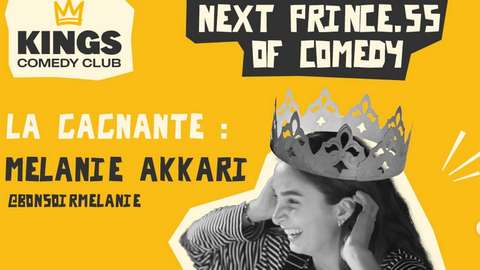 KINGS
COMEDY CLUB
NEXT PRINCE.SS
OF COMEDY
LA GAGNANTE :
MELANIE AKKARI
@BONSOIRMELANIE